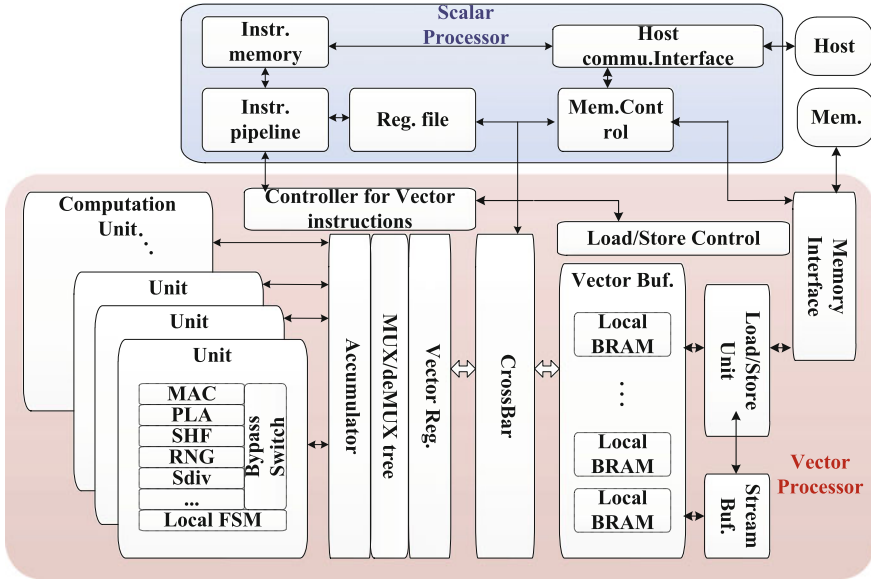 Scalar
Processor
Instr.
memory
Host
commu.Interface
Host
Instr.
pipeline
Reg. file
Mem.Cont
rol
Mem.
Controller for Vector
instructions
Load/Store Control
Memory
Interface
Computation
Unit
Unit
Unit
Unit
MAC
PLA
SHF
RNG
Sdiv
...
Local FSM
Bypass
Switch
Accumulator
MUX/deMUX tree
Vector Reg.
CrossBar
Vector Buf.
Local
BRAM
...
Local
BRAM
Local
BRAM
Load/Store
Unit
Stream
Buf.
Vector
Processor